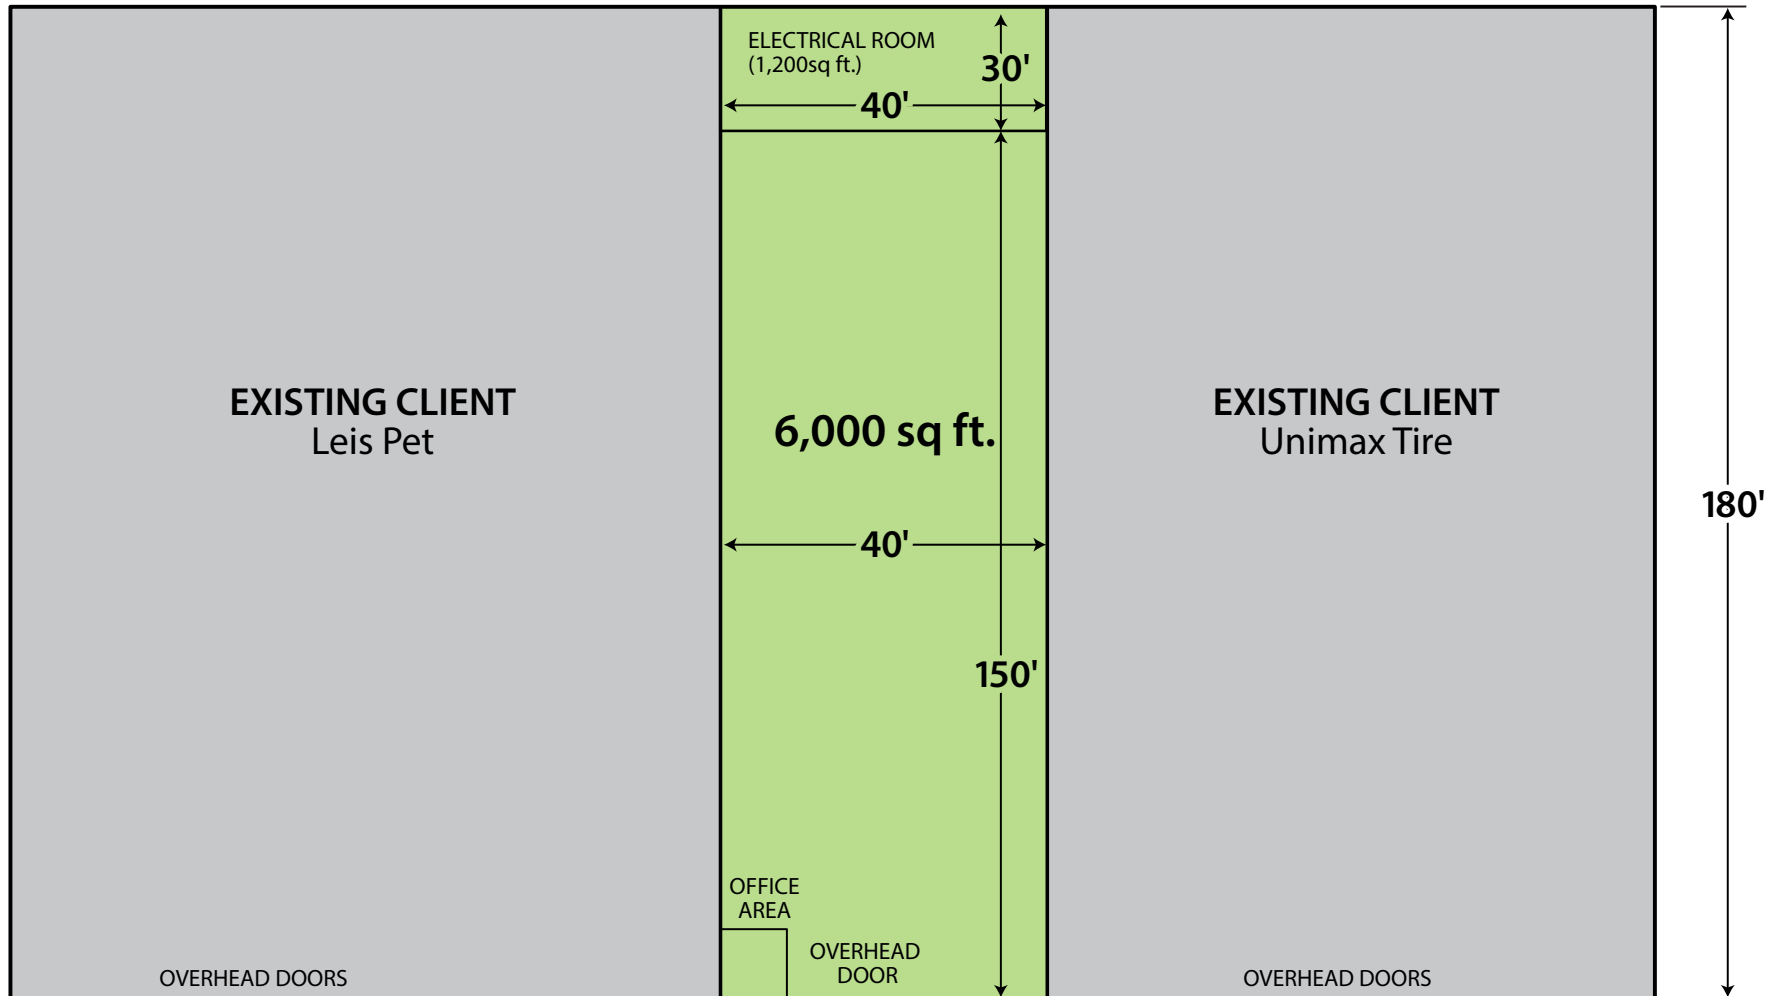 ELECTRICAL ROOM
(1,200sq ft.)
30'
40'
EXISTING CLIENT
Leis Pet
6,000 sq ft.
EXISTING CLIENT
Unimax Tire
180'
40'
150'
OFFICE
AREA
OVERHEAD
DOOR
OVERHEAD DOORS
OVERHEAD DOORS